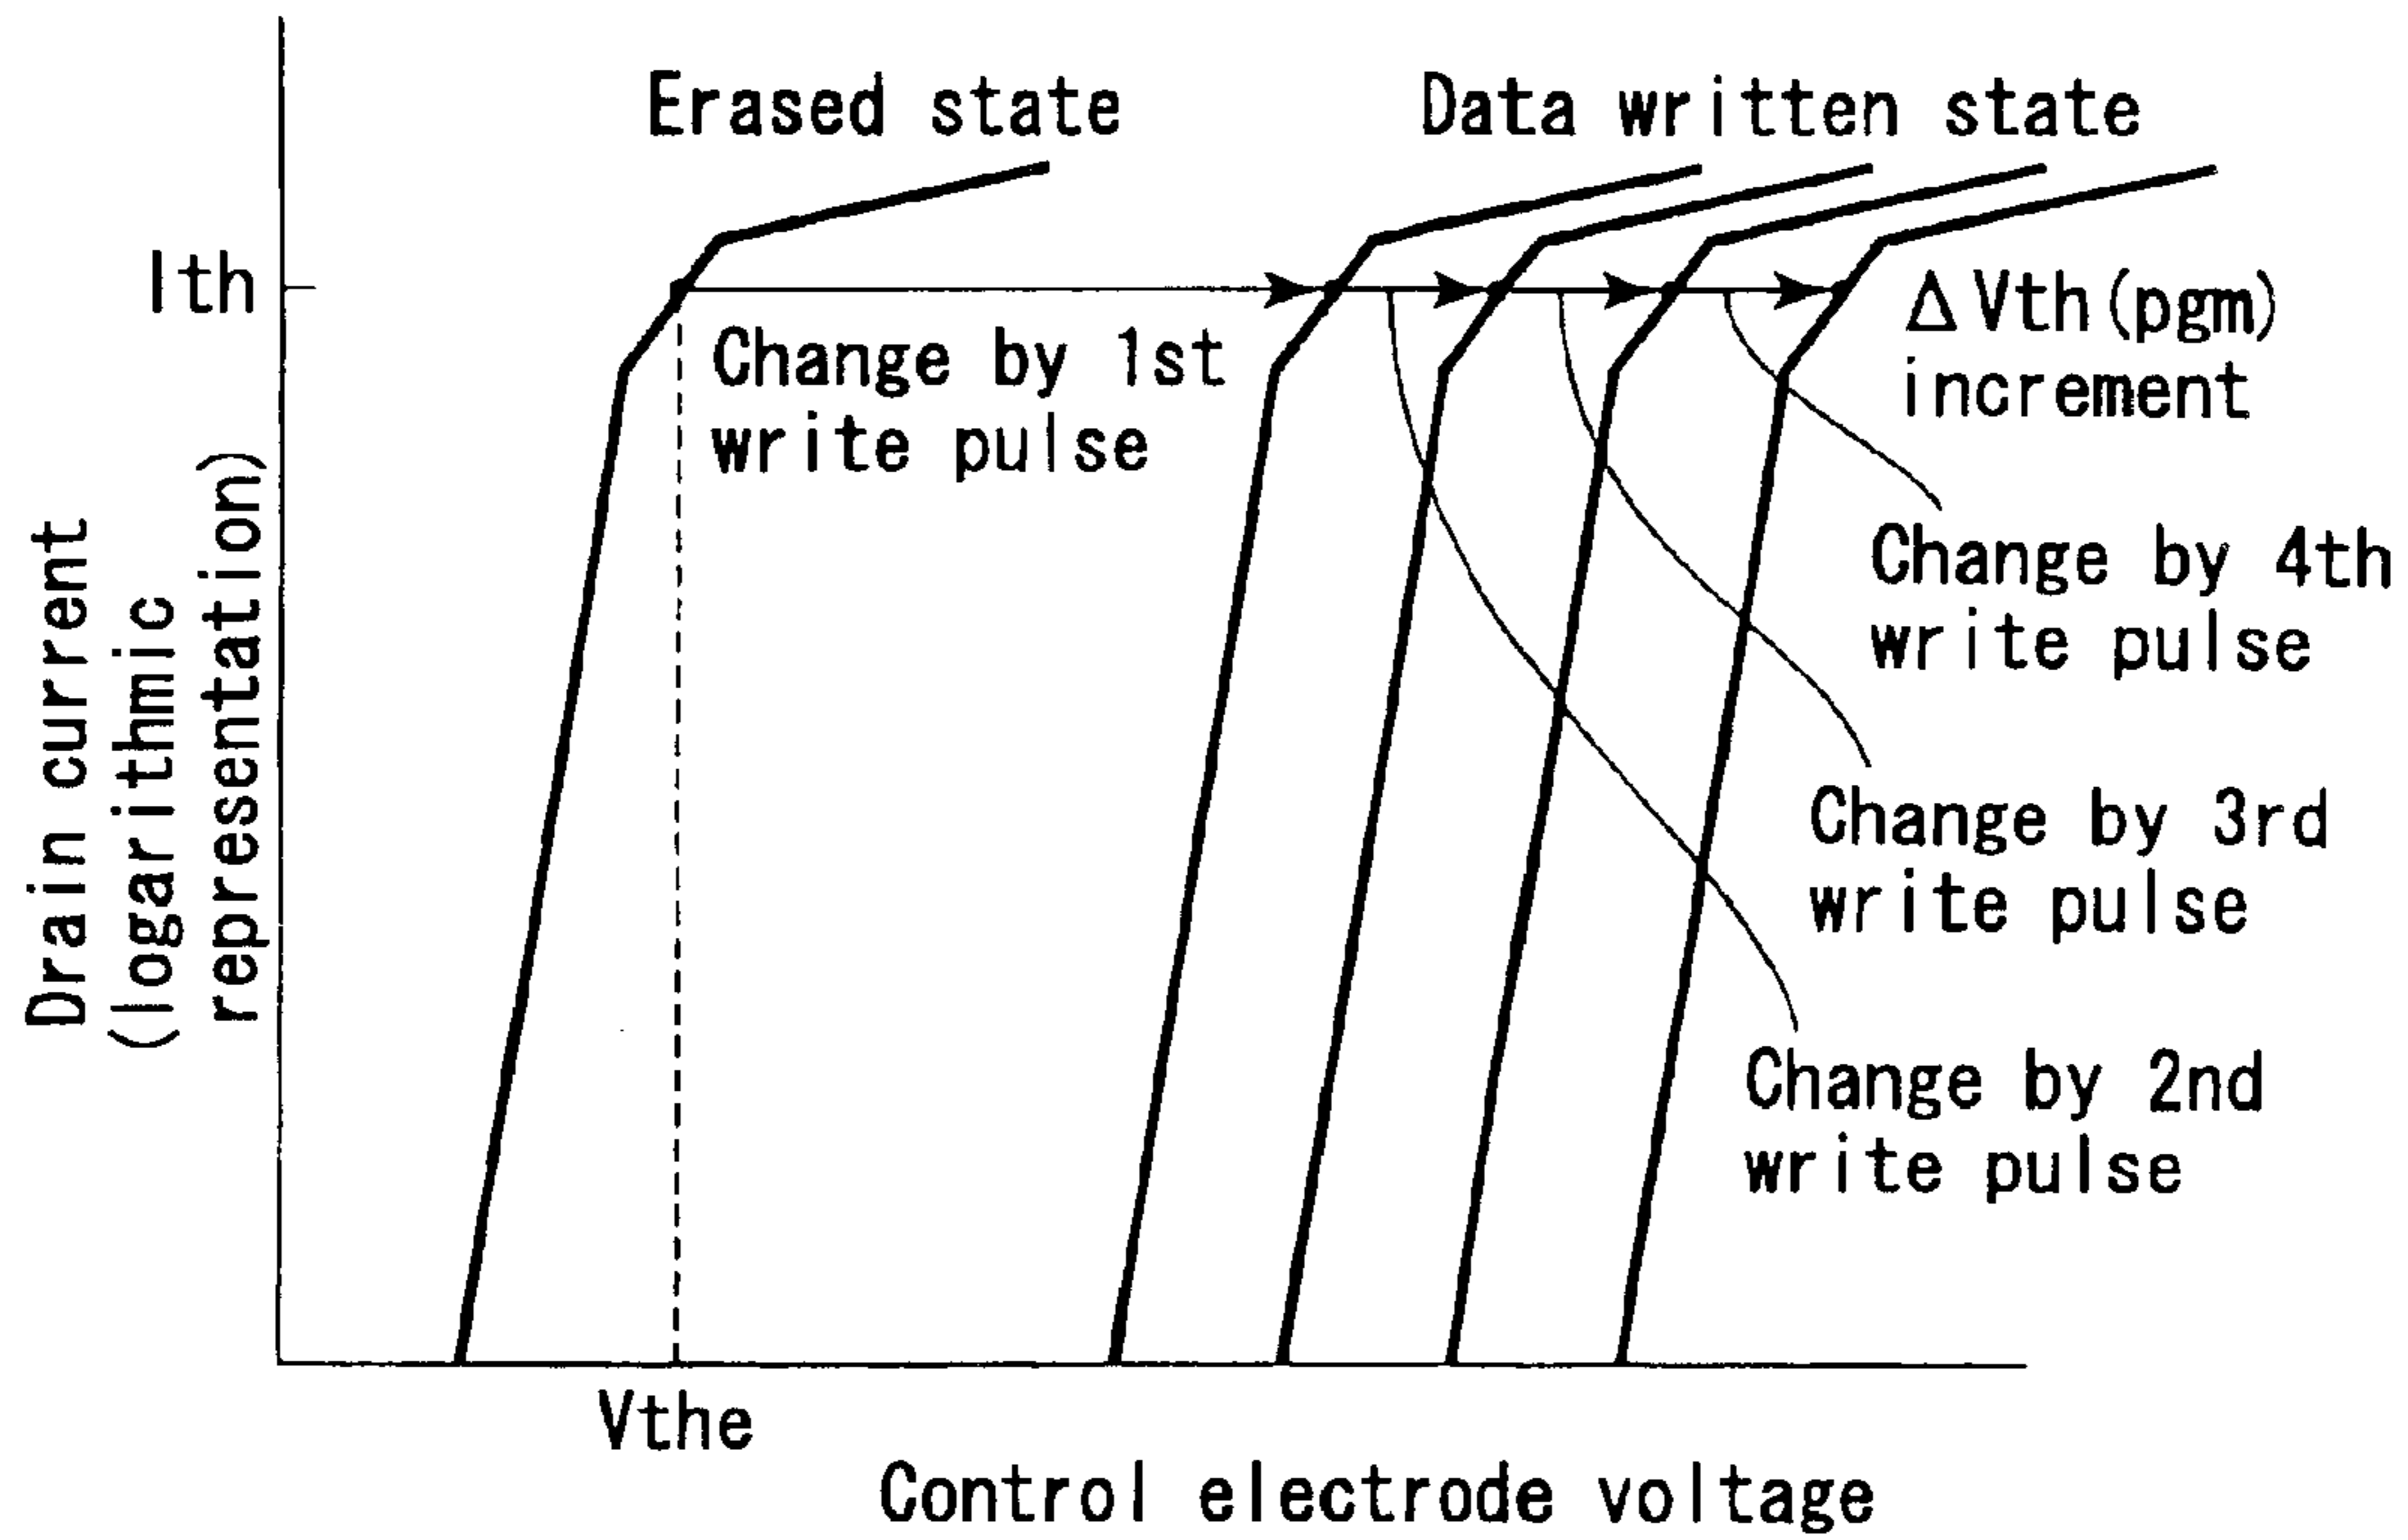 Erased state
Data written state
Ith
Change by 1st
write pulse
Δ Vth (pgm)
increment
Change by 4th
write pulse
Change by 3rd
write pulse
Change by 2nd
write pulse
Drain current
(logarithmic
representation)
Vthe
Control electrode voltage